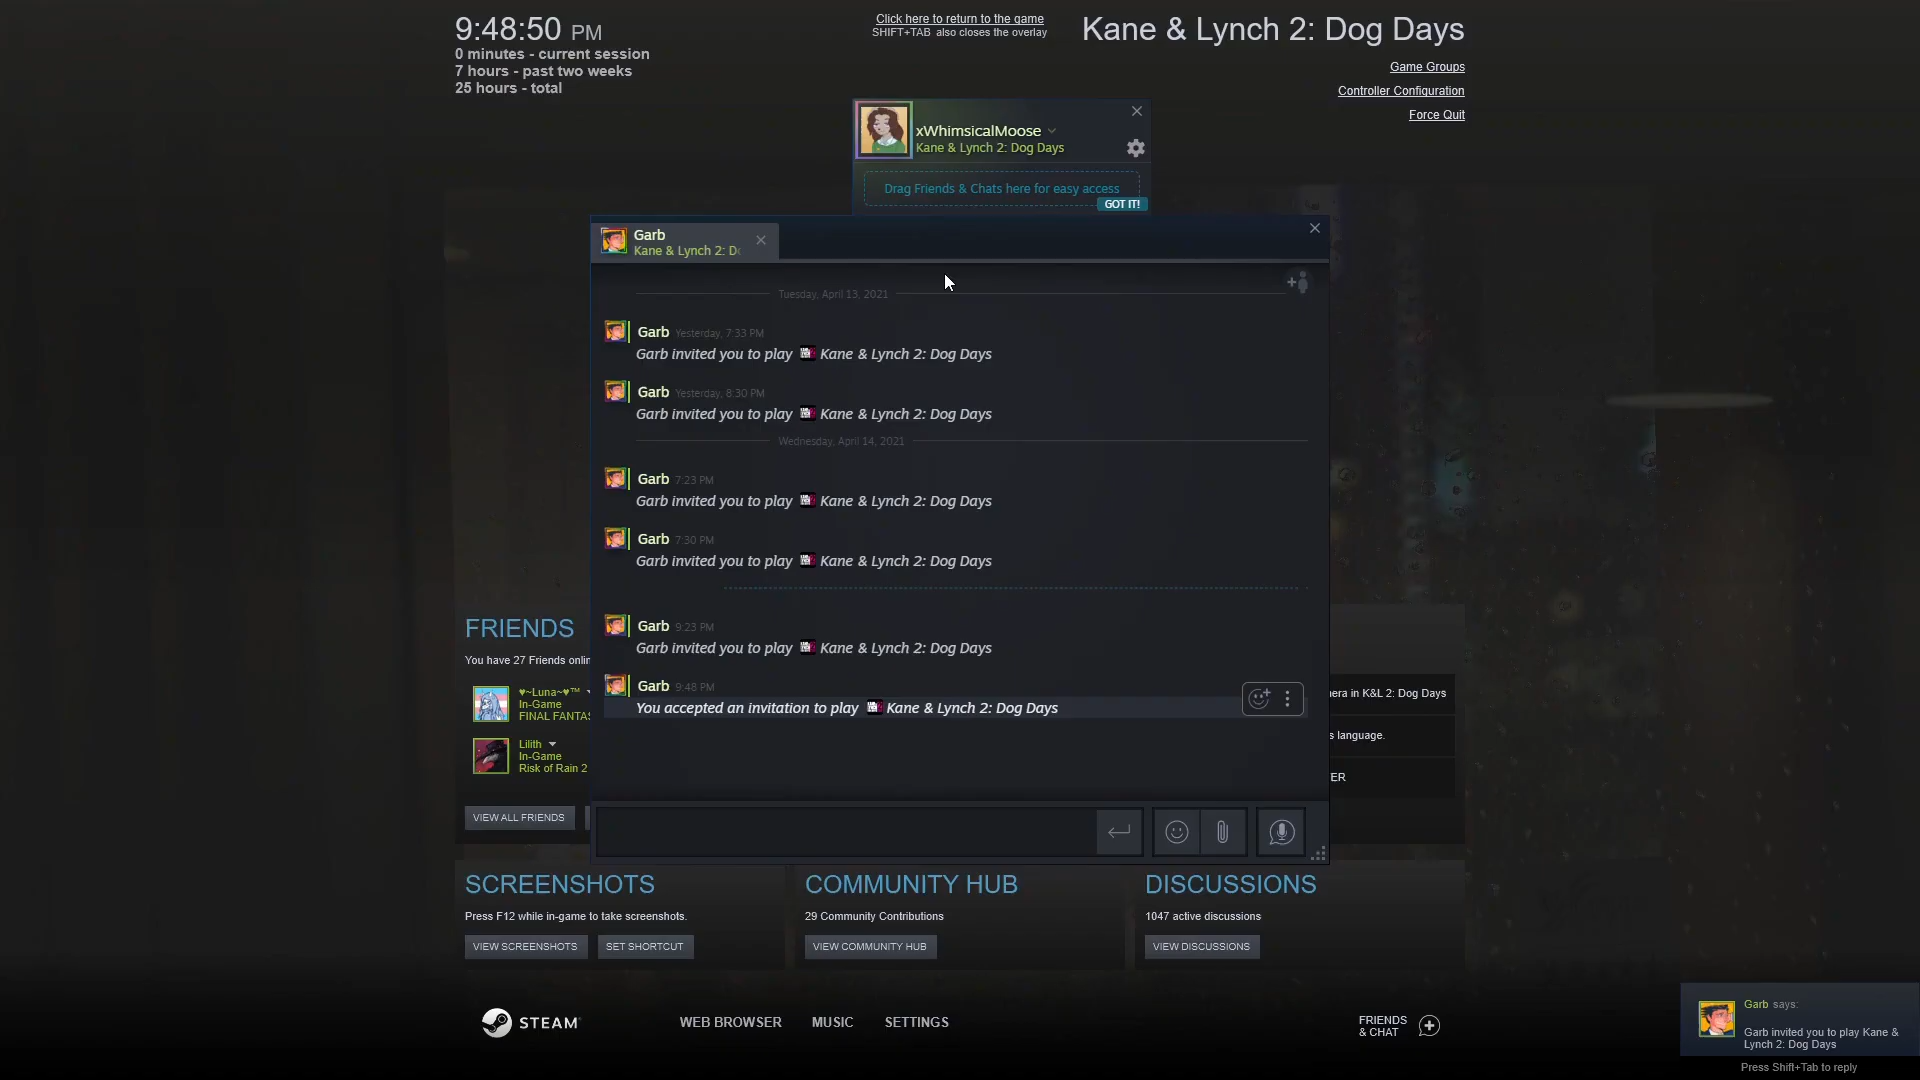 9:48:50 PM
0 minutes - current session
7 hours - past two weeks
25 hours - total
Click here to return to the game
SHIFT+TAB also closes the overlay
Kane & Lynch 2: Dog Days
Game Groups
Controller Configuration
Force Quit
xWhimsicalMoose
Kane & Lynch 2: Dog Days
Drag Friends & Chats here for easy access
GOT IT!
Garb
Kane & Lynch 2: D
Tuesday, April 13, 2021
Garb Yesterday, 7:33 PM
Garb invited you to play Kane & Lynch 2: Dog Days
Garb Yesterday, 8:30 PM
Garb invited you to play Kane & Lynch 2: Dog Days
Wednesday, April 14, 2021
Garb 7:23 PM
Garb invited you to play Kane & Lynch 2: Dog Days
Garb 7:30 PM
Garb invited you to play Kane & Lynch 2: Dog Days
Garb 9:23 PM
Garb invited you to play Kane & Lynch 2: Dog Days
Garb 9:48 PM
You accepted an invitation to play Kane & Lynch 2: Dog Days
FRIENDS
You have 27 Friends onlin
♥~Luna~♥™
In-Game
FINAL FANTAS
Lilith
In-Game
Risk of Rain 2
VIEW ALL FRIENDS
era in K&L 2: Dog Days
s language.
ER
SCREENSHOTS
Press F12 while in-game to take screenshots.
VIEW SCREENSHOTS
SET SHORTCUT
COMMUNITY HUB
29 Community Contributions
VIEW COMMUNITY HUB
DISCUSSIONS
1047 active discussions
VIEW DISCUSSIONS
STEAM
WEB BROWSER
MUSIC
SETTINGS
FRIENDS
& CHAT
Garb says:
Garb invited you to play Kane &
Lynch 2: Dog Days
Press Shift+Tab to reply